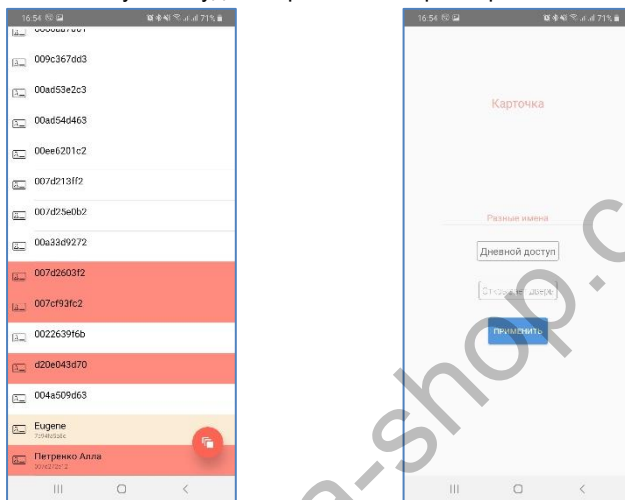 16:54
71%
009c367dd3
00ad53e2c3
00ad54d463
00ee6201c2
007d213ff2
007d25e0b2
00a33d9272
007d2603f2
007cf93fc2
0022639f6b
d20e043d70
004a509d63
Eugene
Петренко Алла
16:54
71%
Карточка
Разные имена
Дневной доступ
ПРИМЕНИТЬ
a-shop.c